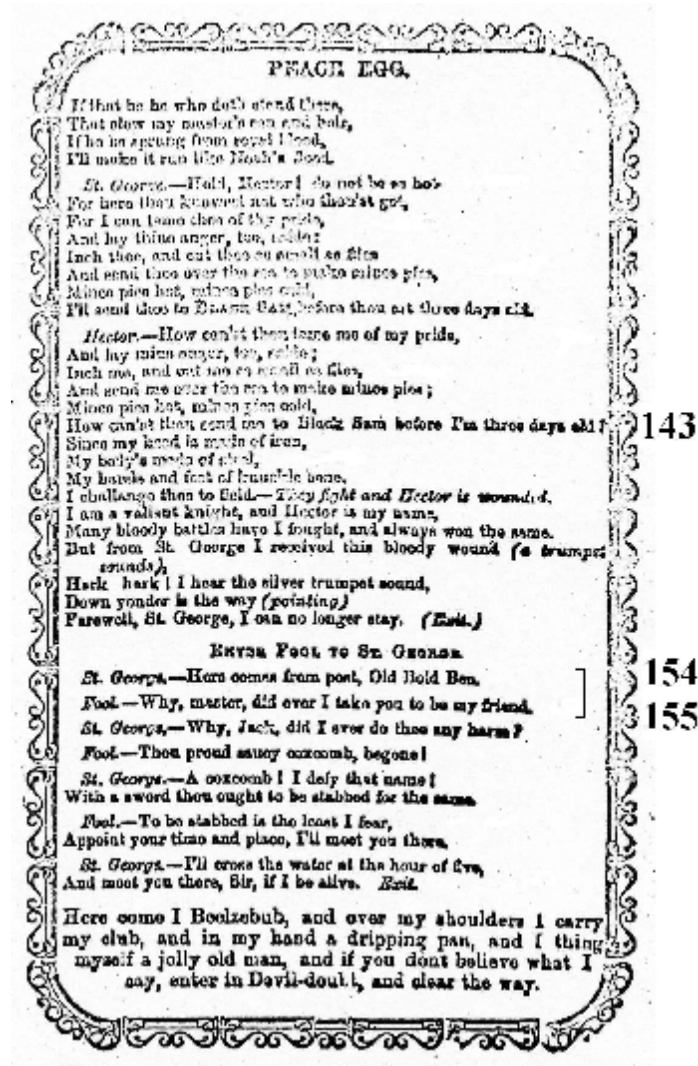 PEACE EGG.
If that be he who doth stand there,
That slew my master's son and heir,
If he be sprung from royal blood,
I'll make it run like Noah's flood.
St. George.—Hold, Hector! do not be so hot
For here thou knowest not who thou'st got,
For I can tame thee of thy pride,
And lay thine anger, too, aside;
Inch thee, and cut thee as small as flies
And send thee over the sea to make mince pies,
Mince pies hot, mince pies cold,
I'll send thee to BLACK SAM before thou art three days old.
Hector.—How can'st thou tame me of my pride,
And lay mine anger, too, aside;
Inch me, and cut me as small as flies,
And send me over the sea to make mince pies;
Mince pies hot, mince pies cold,
How can'st thou send me to Black Sam before I'm three days old? 143
Since my head is made of iron,
My body's made of steel,
My hands and feet of knuckle bone,
I challenge thee to field.—They fight and Hector is wounded.
I am a valiant knight, and Hector is my name,
Many bloody battles have I fought, and always won the same.
But from St. George I received this bloody wound (a trumpet
sounds),
Hark hark! I hear the silver trumpet sound,
Down yonder is the way (pointing)
Farewell, St. George, I can no longer stay. (Exit.)
ENTER FOOL TO ST. GEORGE
St. George.—Here comes from post, Old Bold Ben. 154
Fool.—Why, master, did ever I take you to be my friend. 155
St. George.—Why, Jack, did I ever do thee any harm?
Fool.—Thou proud saucy coxcomb, begone!
St. George.—A coxcomb! I defy that name!
With a sword thou ought to be stabbed for the same.
Fool.—To be stabbed is the least I fear,
Appoint your time and place, I'll meet you there,
St. George.—I'll cross the water at the hour of five,
And meet you there, Sir, if I be alive. Exit.
Here come I Beelzebub, and over my shoulders I carry
my club, and in my hand a dripping pan, and I thing
myself a jolly old man, and if you dont believe what I
say, enter in Devil-doubt, and clear the way.